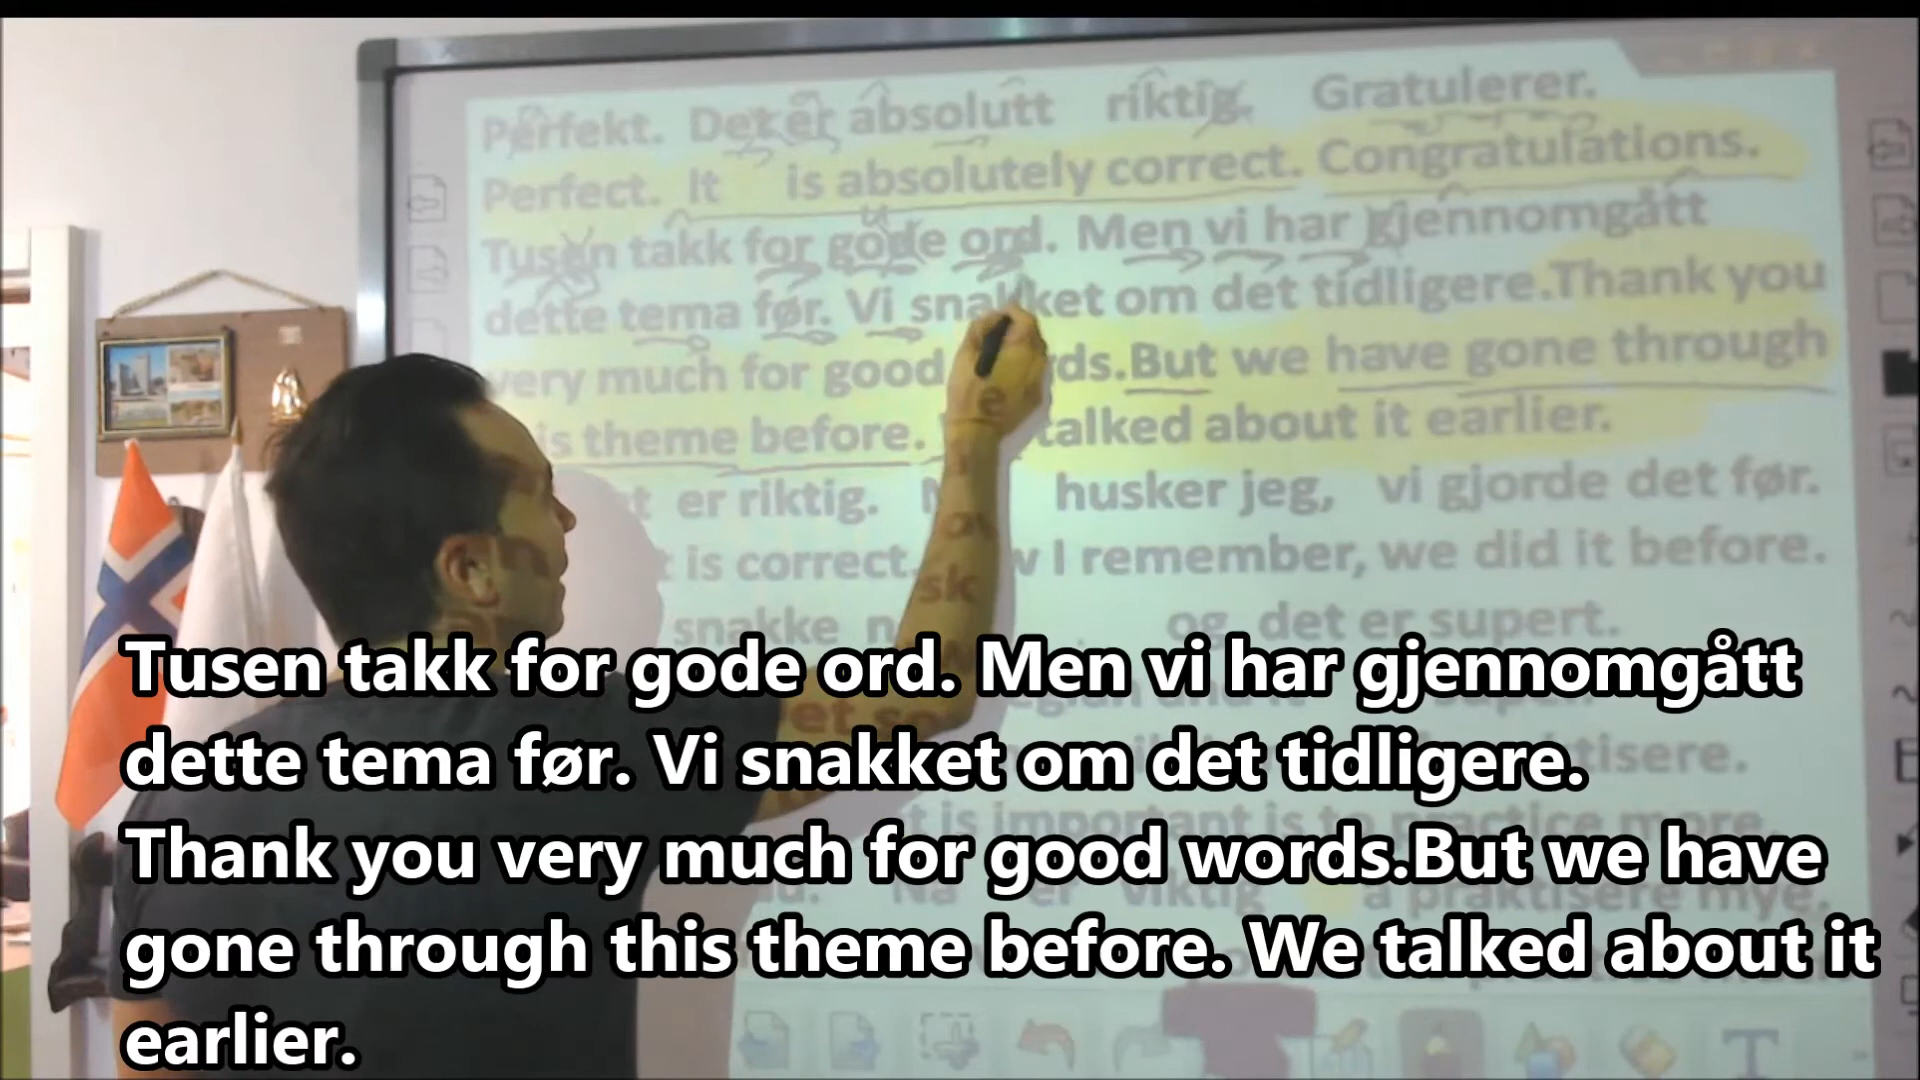 Perfekt. Det er absolutt riktig. Gratulerer.
Perfect. It is absolutely correct. Congratulations.
Tusen takk for gode ord. Men vi har gjennomgått
dette tema før. Vi snakket om det tidligere.Thank you
very much for good ds.But we have gone through
theme before. talked about it earlier.
er riktig. husker jeg, vi gjorde det før.
is correct. I remember, we did it before.
snakke og det er supert.
Tusen takk for gode ord. Men vi har gjennomgått
dette tema før. Vi snakket om det tidligere.
Thank you very much for good words.But we have
gone through this theme before. We talked about it
earlier.